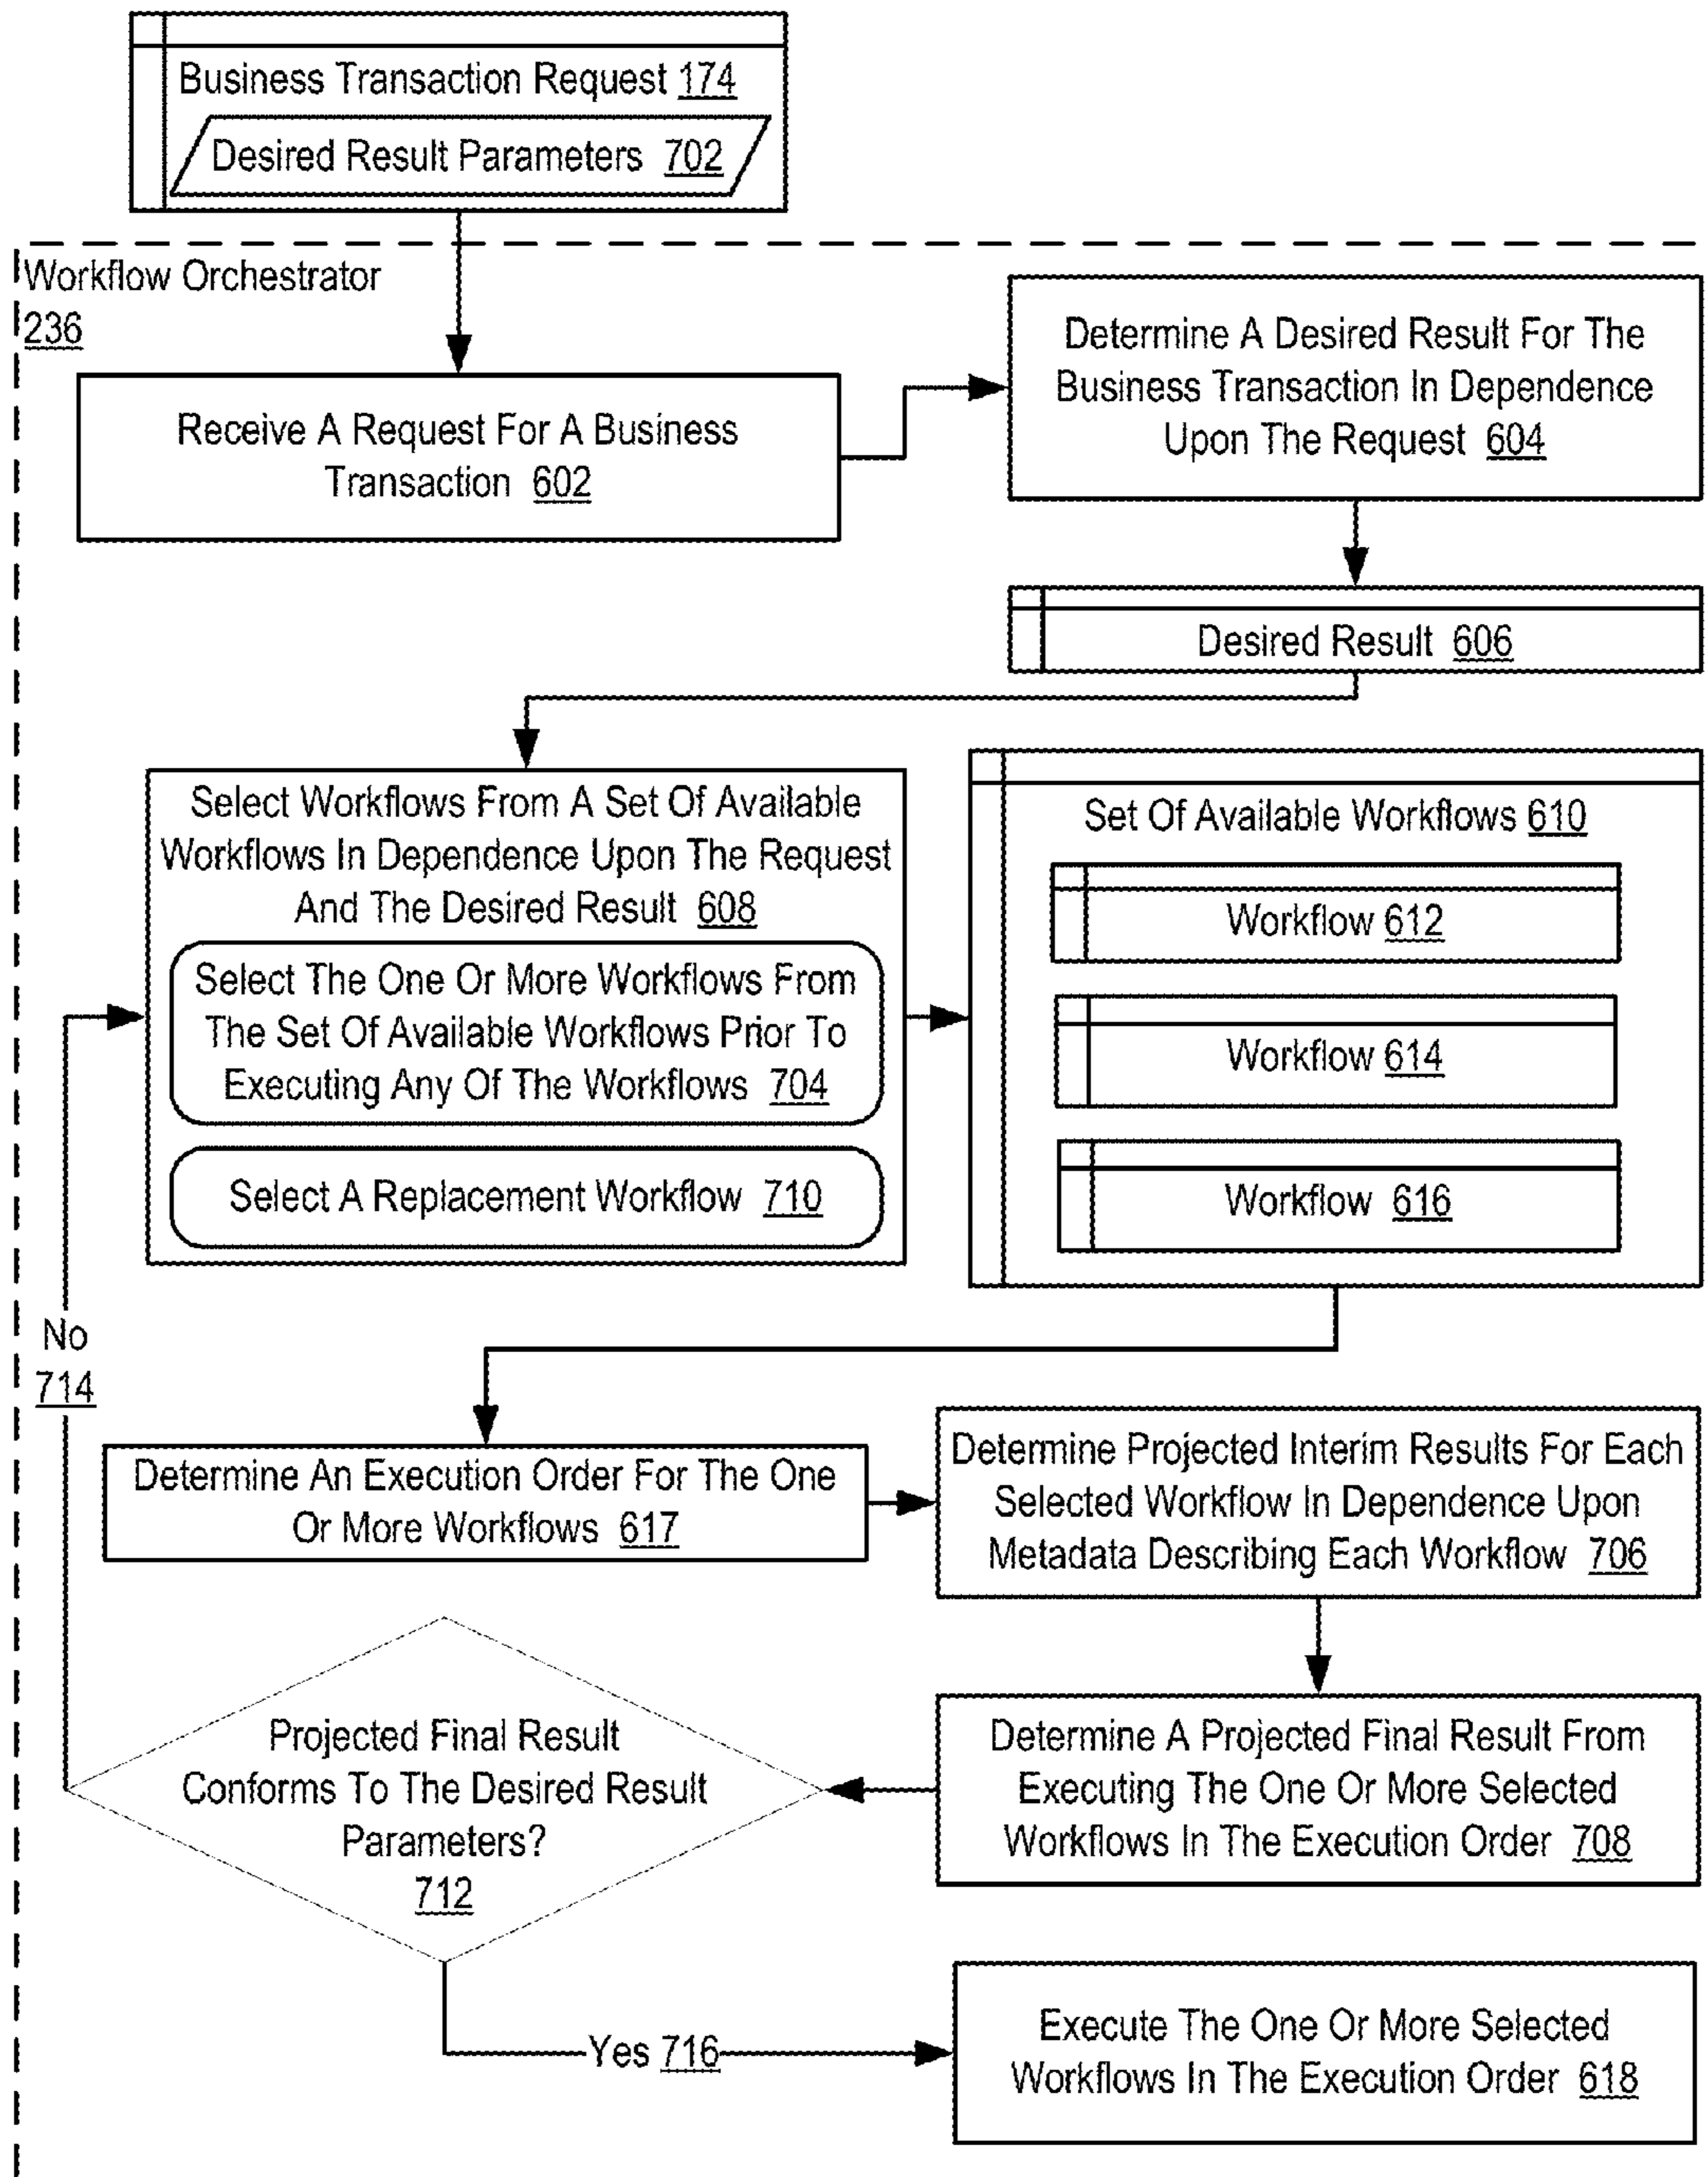 Business Transaction Request 174
Desired Result Parameters 702
Workflow Orchestrator
236
Receive A Request For A Business
Transaction 602
Determine A Desired Result For The
Business Transaction In Dependence
Upon The Request 604
Desired Result 606
Select Workflows From A Set Of Available
Workflows In Dependence Upon The Request
And The Desired Result 608
Select The One Or More Workflows From
The Set Of Available Workflows Prior To
Executing Any Of The Workflows 704
Select A Replacement Workflow 710
Set Of Available Workflows 610
Workflow 612
Workflow 614
Workflow 616
No
714
Determine An Execution Order For The One
Or More Workflows 617
Determine Projected Interim Results For Each
Selected Workflow In Dependence Upon
Metadata Describing Each Workflow 706
Projected Final Result
Conforms To The Desired Result
Parameters?
712
Determine A Projected Final Result From
Executing The One Or More Selected
Workflows In The Execution Order 708
Yes 716
Execute The One Or More Selected
Workflows In The Execution Order 618